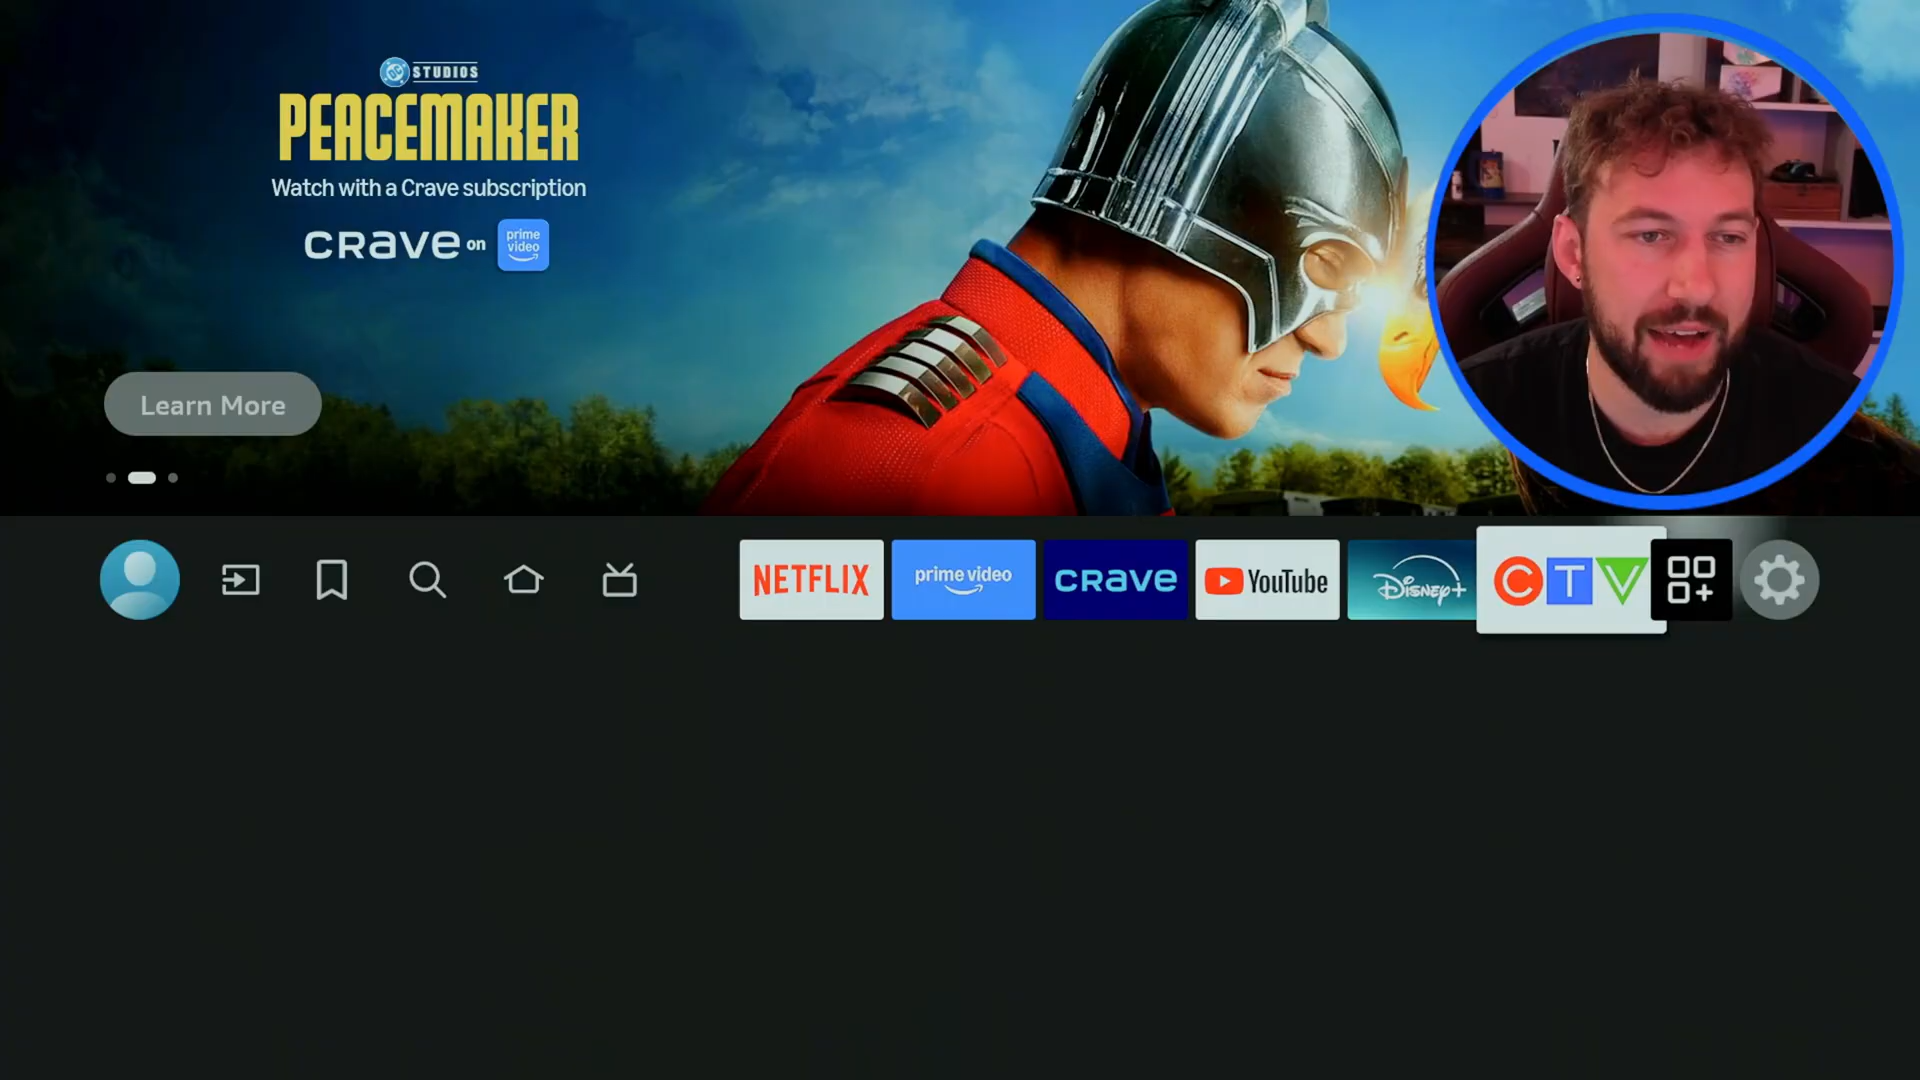 DC STUDIOS
PEACEMAKER
Watch with a Crave subscription
CRAVE on prime video
Learn More
NETFLIX
prime video
CRAVE
YouTube
Disney+
CTV